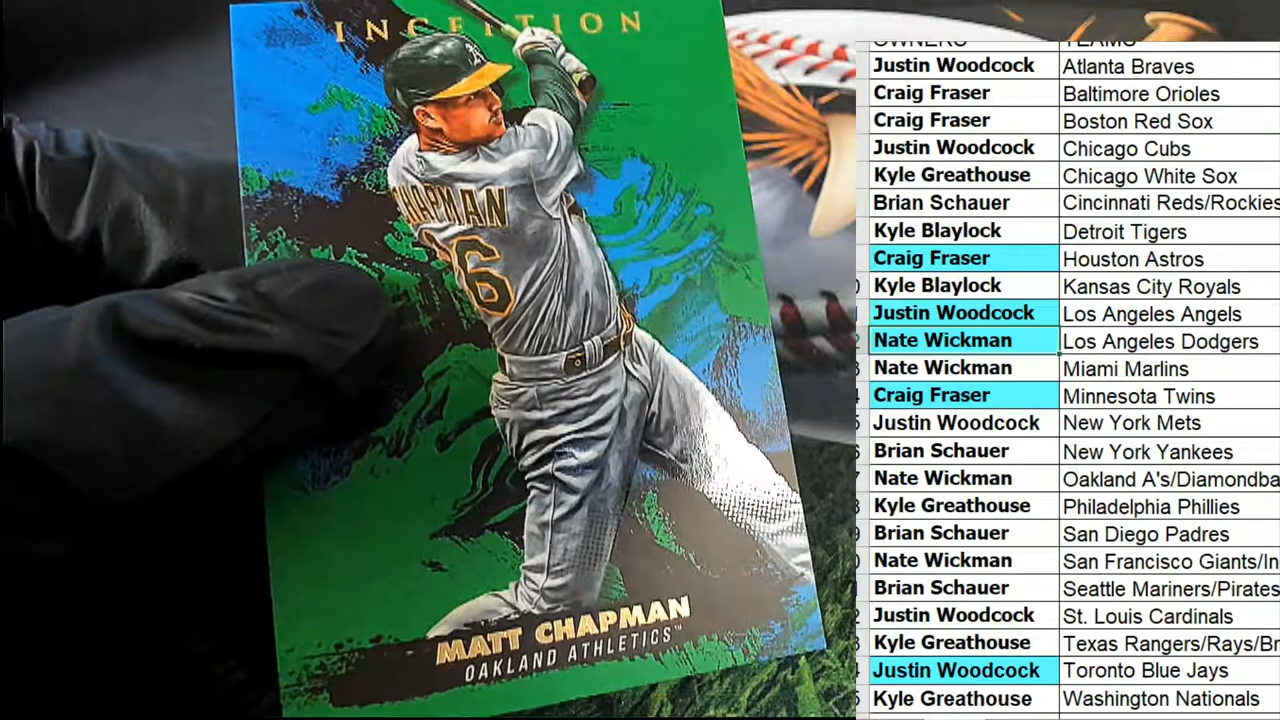 INCEPTION
Topps
A's
CHAPMAN
26
MATT CHAPMAN
OAKLAND ATHLETICS™
OWNERS TEAMS
Justin Woodcock Atlanta Braves
Craig Fraser Baltimore Orioles
Craig Fraser Boston Red Sox
Justin Woodcock Chicago Cubs
Kyle Greathouse Chicago White Sox
Brian Schauer Cincinnati Reds/Rockies
Kyle Blaylock Detroit Tigers
Craig Fraser Houston Astros
Kyle Blaylock Kansas City Royals
Justin Woodcock Los Angeles Angels
Nate Wickman Los Angeles Dodgers
Nate Wickman Miami Marlins
Craig Fraser Minnesota Twins
Justin Woodcock New York Mets
Brian Schauer New York Yankees
Nate Wickman Oakland A's/Diamondba
Kyle Greathouse Philadelphia Phillies
Brian Schauer San Diego Padres
Nate Wickman San Francisco Giants/In
Brian Schauer Seattle Mariners/Pirates
Justin Woodcock St. Louis Cardinals
Kyle Greathouse Texas Rangers/Rays/Br
Justin Woodcock Toronto Blue Jays
Kyle Greathouse Washington Nationals